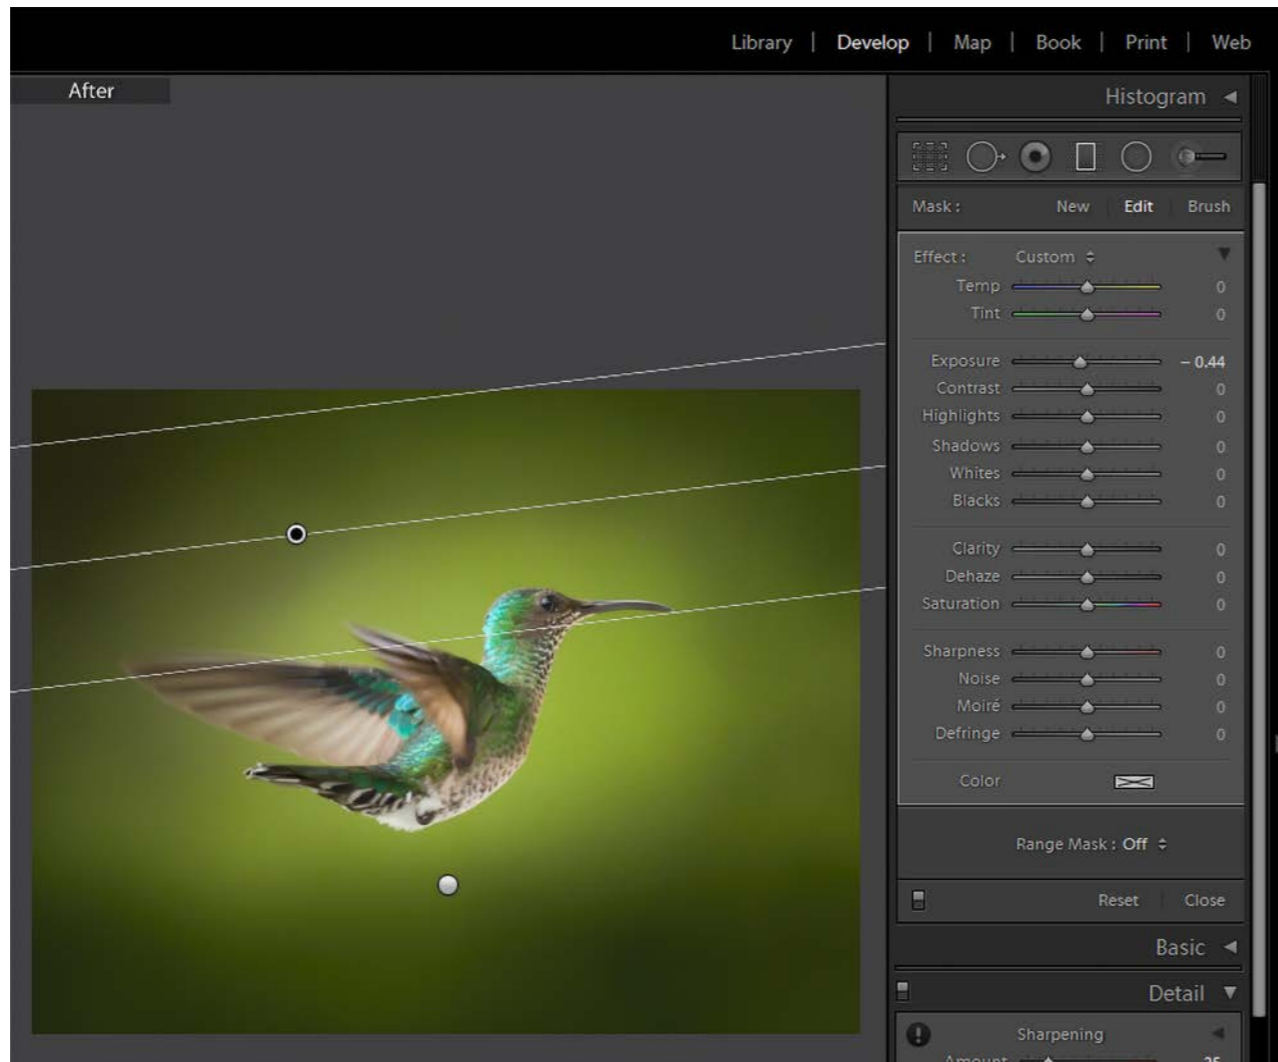 Library | Develop | Map | Book | Print | Web
After
Histogram
Mask : New Edit Brush
Effect : Custom
Temp 0
Tint 0
Exposure – 0.44
Contrast 0
Highlights 0
Shadows 0
Whites 0
Blacks 0
Clarity 0
Dehaze 0
Saturation 0
Sharpness 0
Noise 0
Moiré 0
Defringe 0
Color
Range Mask : Off
Reset Close
Basic
Detail
Sharpening
Amount 25